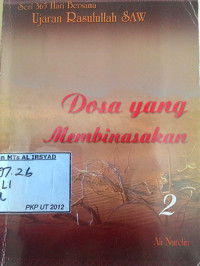 Seri 365 Hari Bersama
Ujaran Rasulullah SAW
Dosa yang
Membinasakan
MTs AL IRSYAD
97.26
LI
PKP UT 2012
2